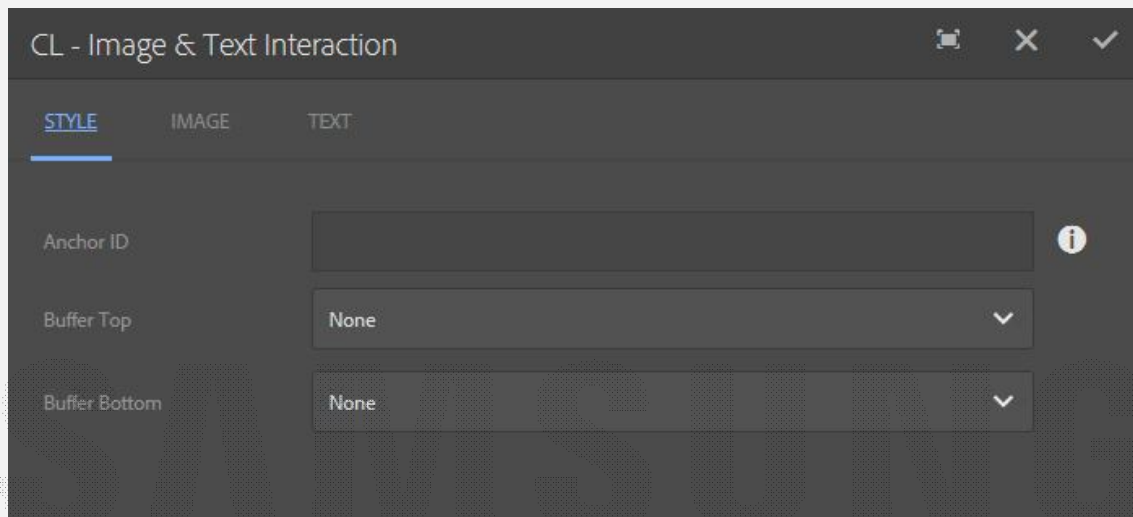 CL - Image & Text Interaction
STYLE IMAGE TEXT
Anchor ID
Buffer Top None
Buffer Bottom None
SAMSUNG